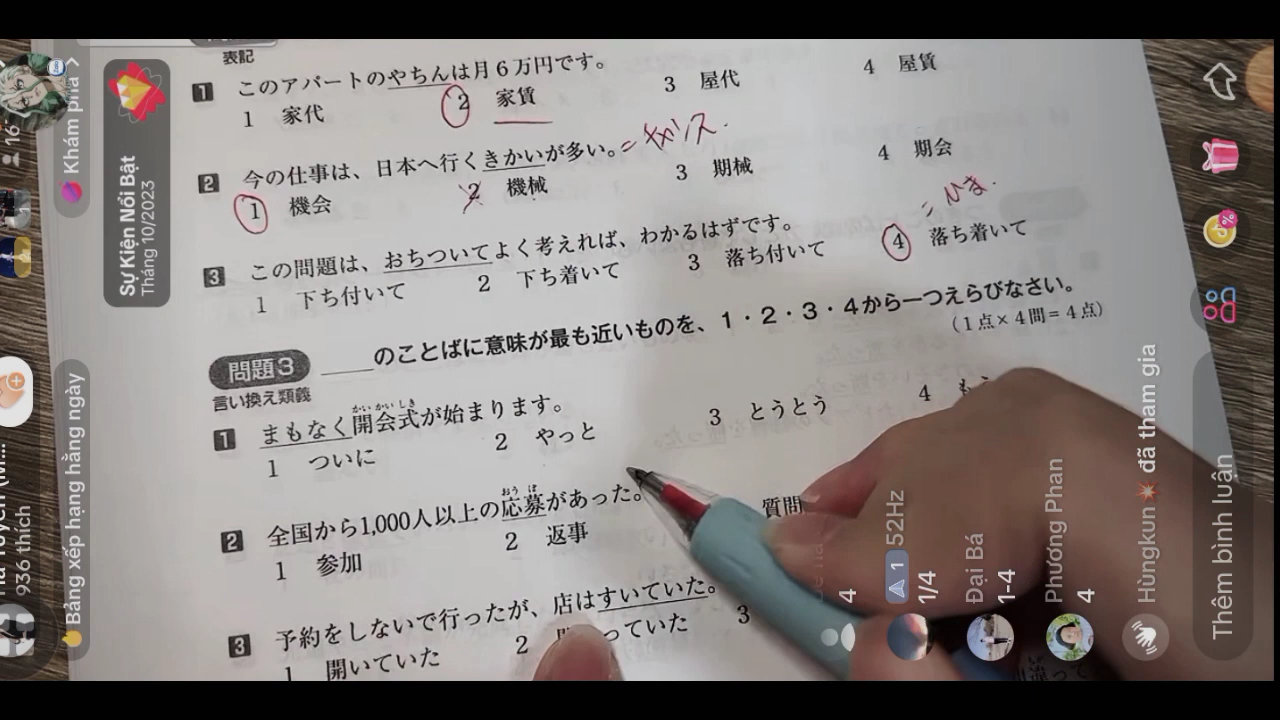 表記
1 このアパートのやちんは月6万円です。
1 家代 2 家賃 3 屋代 4 屋賃
2 今の仕事は、日本へ行くきかいが多い。= チャンス.
1 機会 2 機械 3 期械 4 期会
3 この問題は、おちついてよく考えれば、わかるはずです。
= ひま.
1 下ち付いて 2 下ち着いて 3 落ち付いて 4 落ち着いて
問題3 ____のことばに意味が最も近いものを、1・2・3・4から一つえらびなさい。
言い換え類義
(1点×4問=4点)
かいかいしき
1 まもなく開会式が始まります。
1 ついに 2 やっと 3 とうとう 4
おうぼ
2 全国から1,000人以上の応募があった。
1 参加 2 返事 質問
3 予約をしないで行ったが、店はすいていた。
1 開いていた 2 っていた 3
Khám phá >
Sự Kiện Nổi Bật
Tháng 10/2023
Bảng xếp hạng hằng ngày
936 thích
4
1 52Hz
1/4
Đại Bá
1-4
Phương Phan
4
Hùngkun đã tham gia
Thêm bình luận